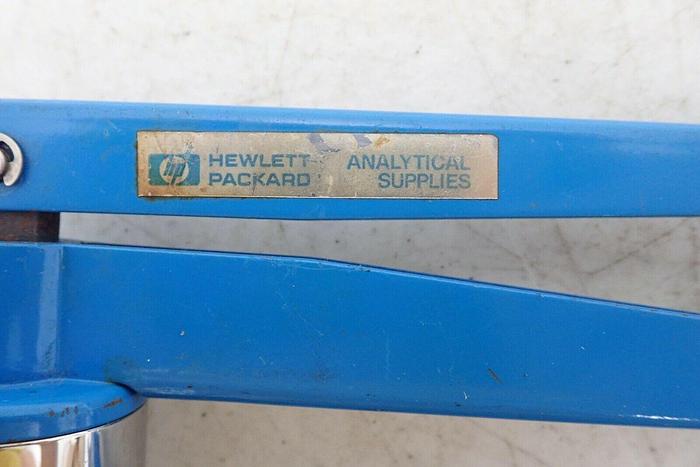 hp HEWLETT PACKARD
ANALYTICAL SUPPLIES